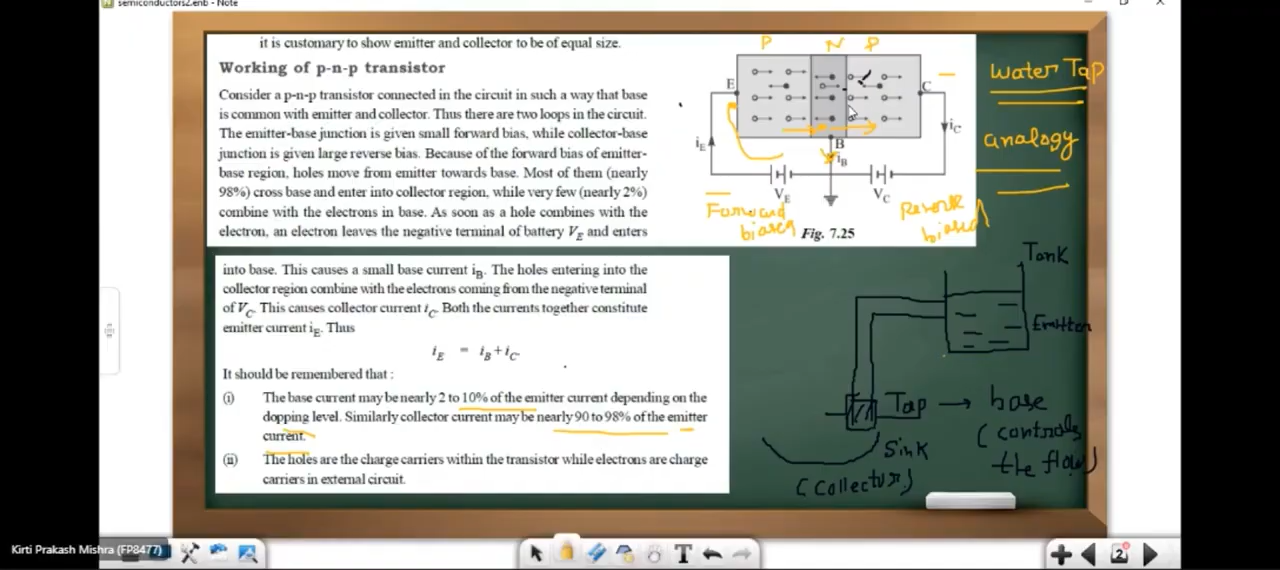 semiconductors2.enb - Note
it is customary to show emitter and collector to be of equal size.
Working of p-n-p transistor
Consider a p-n-p transistor connected in the circuit in such a way that base
is common with emitter and collector. Thus there are two loops in the circuit.
The emitter-base junction is given small forward bias, while collector-base
junction is given large reverse bias. Because of the forward bias of emitter-
base region, holes move from emitter towards base. Most of them (nearly
98%) cross base and enter into collector region, while very few (nearly 2%)
combine with the electrons in base. As soon as a hole combines with the
electron, an electron leaves the negative terminal of battery VE and enters
P N P
E C
iE iC
B
iB
VE VC
Forward
biased
biased
Fig. 7.25
Water Tap
analogy
into base. This causes a small base current iB. The holes entering into the
collector region combine with the electrons coming from the negative terminal
of VC. This causes collector current iC. Both the currents together constitute
emitter current iE. Thus
iE = iB+iC
It should be remembered that :
(i) The base current may be nearly 2 to 10% of the emitter current depending on the
dopping level. Similarly collector current may be nearly 90 to 98% of the emitter
current.
(ii) The holes are the charge carriers within the transistor while electrons are charge
carriers in external circuit.
Tank
Emitter
Tap → base
(controls
the flow)
Sink
(Collector)
Kirti Prakash Mishra (FP8477)
T
2